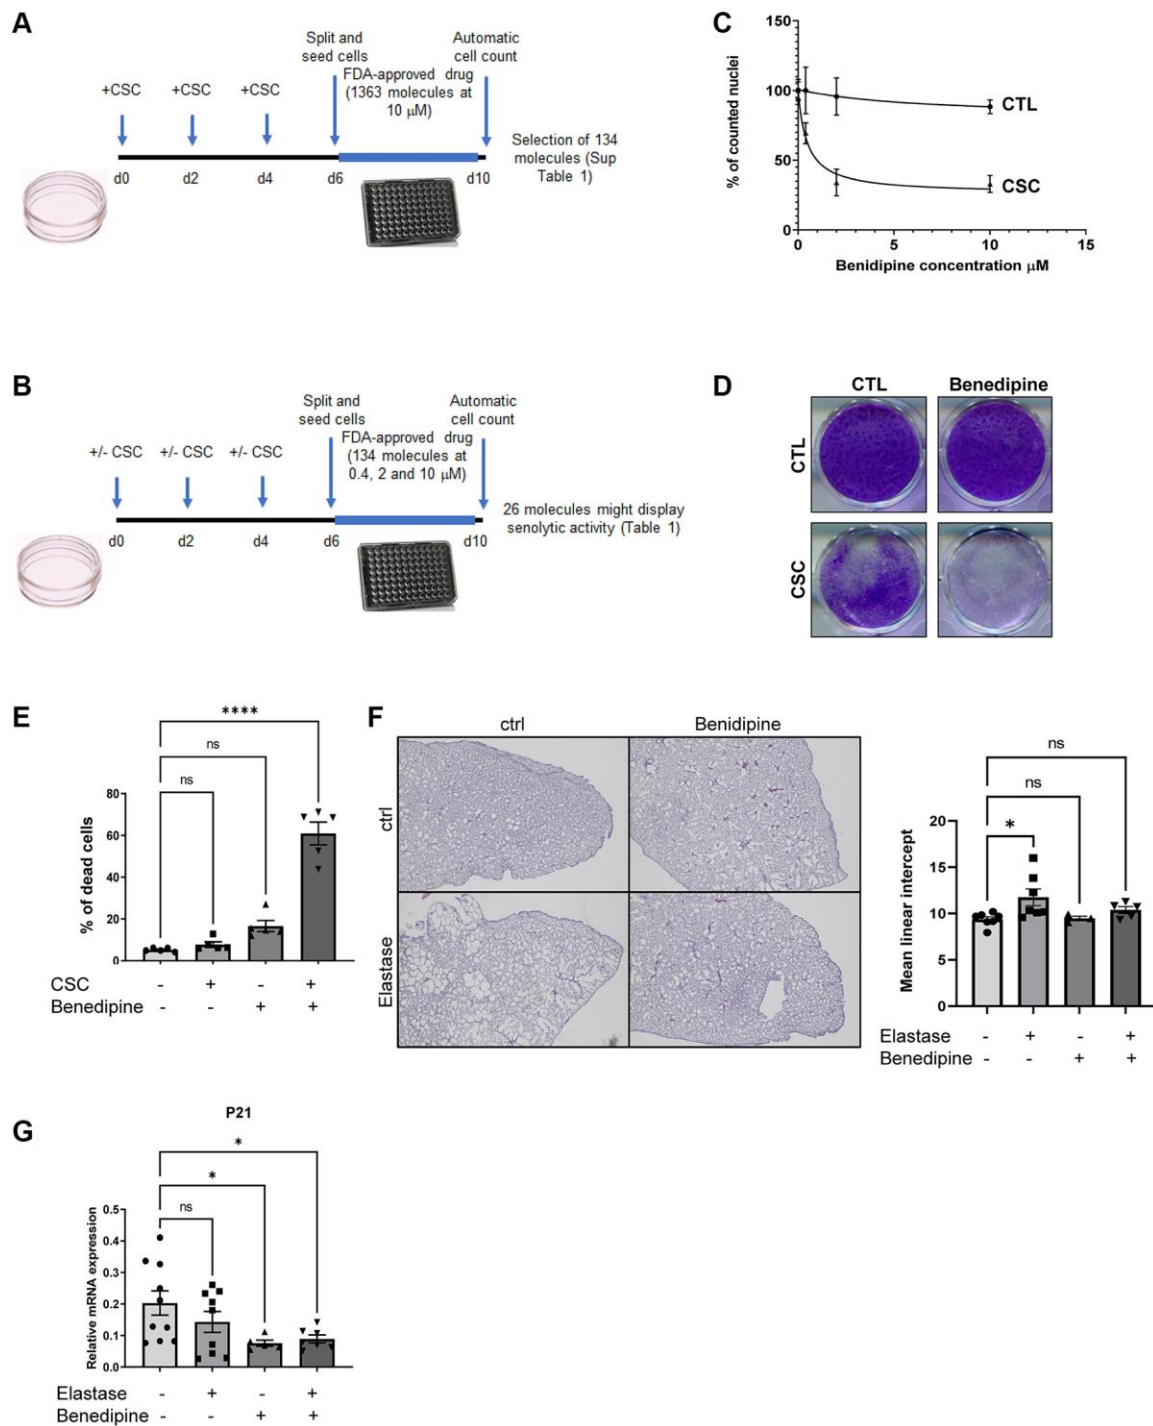 A
Split and
seed cells
Automatic
cell count
FDA-approved drug
(1363 molecules at
10 μM)
+CSC
+CSC
+CSC
Selection of 134
molecules (Sup
Table 1)
d0
d2
d4
d6
d10
C
% of counted nuclei
150
100
50
0
CTL
CSC
0
5
10
15
Benidipine concentration μM
B
Split and
seed cells
Automatic
cell count
FDA-approved drug
(134 molecules at
0.4, 2 and 10 μM)
+/- CSC
+/- CSC
+/- CSC
26 molecules might display
senolytic activity (Table 1)
d0
d2
d4
d6
d10
D
CTL
Benedipine
CTL
CSC
E
****
ns
ns
% of dead cells
80
60
40
20
0
CSC - + - +
Benedipine - - + +
F
ctrl
Benidipine
ctrl
Elastase
ns
ns
*
Mean linear intercept
20
15
10
5
0
Elastase - + - +
Benedipine - - + +
G
P21
*
*
ns
Relative mRNA expression
0.5
0.4
0.3
0.2
0.1
0.0
Elastase - + - +
Benedipine - - + +